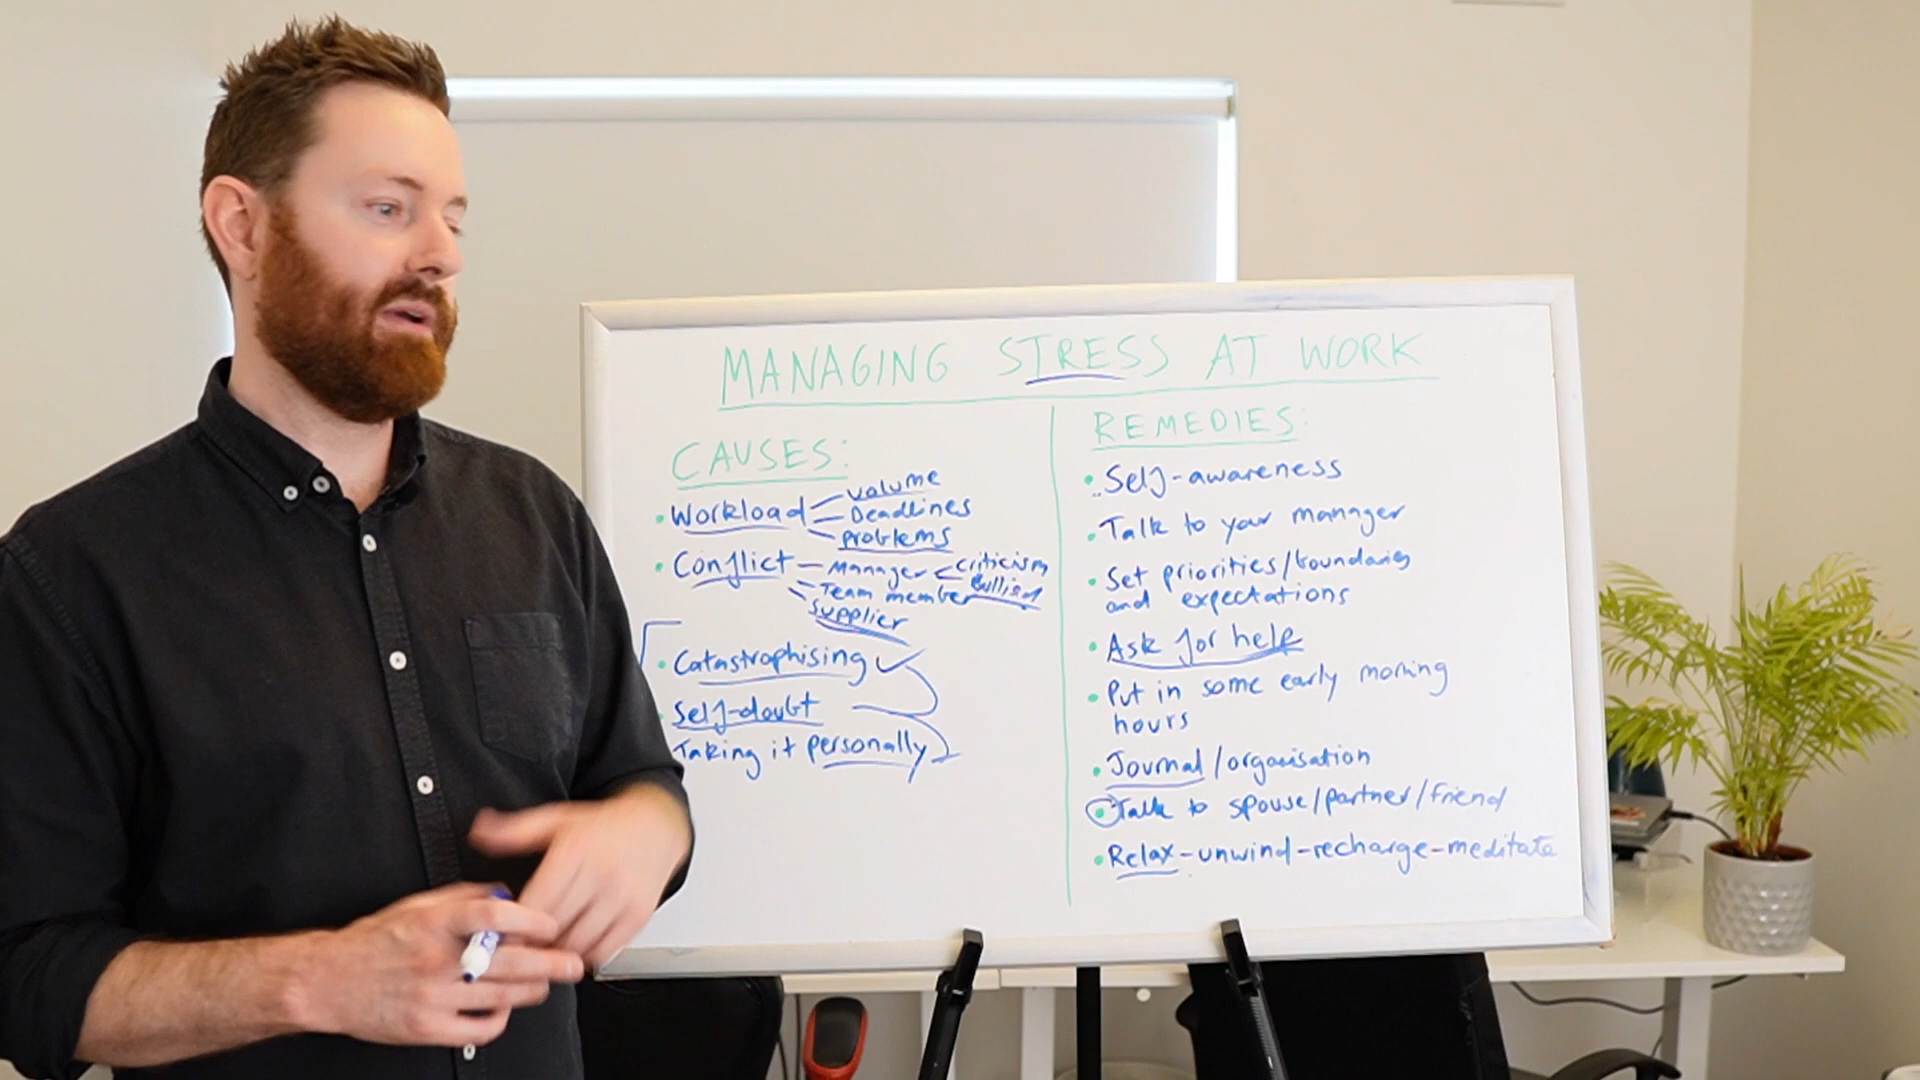 MANAGING STRESS AT WORK
CAUSES:
• Workload – volume
– Deadlines
– problems
• Conflict – Manager < criticism
Bullied
– Team member
– supplier
• Catastrophising ✓
• Self-doubt
Taking it personally
REMEDIES:
• Self-awareness
• Talk to your manager
• Set priorities/boundaries
and expectations
• Ask for help
• Put in some early morning
hours
• Journal/organisation
• Talk to spouse/partner/friend
• Relax-unwind-recharge-meditate